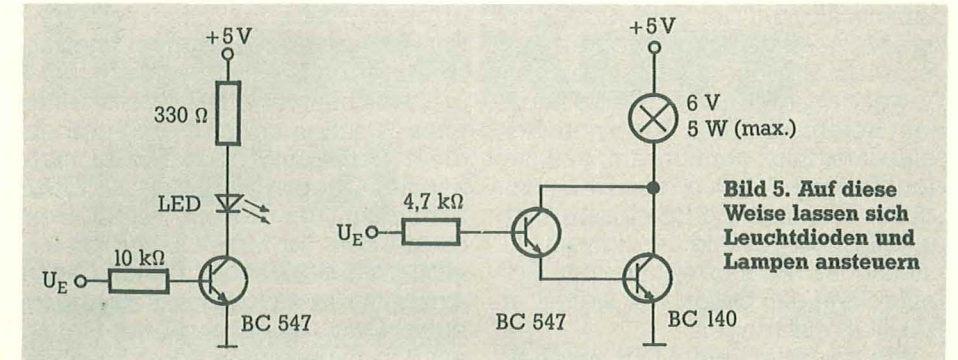 +5V
330 Ω
LED
U_E
10 kΩ
BC 547
+5V
6 V
5 W (max.)
4,7 kΩ
U_E
BC 547
BC 140
Bild 5. Auf diese
Weise lassen sich
Leuchtdioden und
Lampen ansteuern